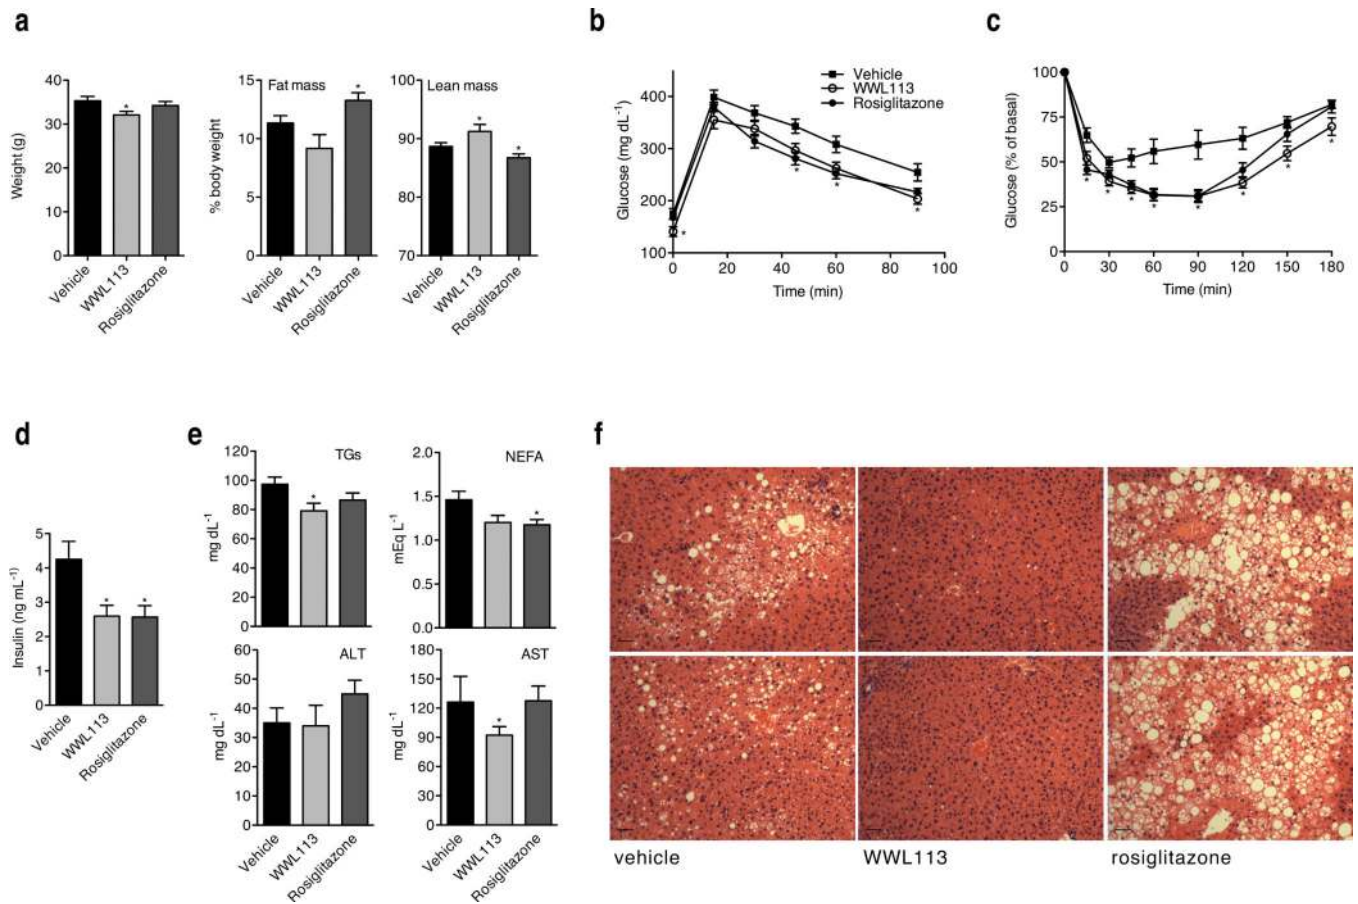 a
Weight (g)
40
30
20
10
0
Vehicle
WWL113
Rosiglitazone
% body weight
Fat mass
15
10
5
0
Vehicle
WWL113
Rosiglitazone
*
Lean mass
100
90
80
70
Vehicle
WWL113
Rosiglitazone
*
*
b
Glucose (mg dL⁻¹)
400
300
200
100
Vehicle
WWL113
Rosiglitazone
*
*
*
*
0 20 40 60 80 100
Time (min)
c
Glucose (% of basal)
100
75
50
25
0
* * * * * * * *
0 30 60 90 120 150 180
Time (min)
d
Insulin (ng mL⁻¹)
5
4
3
2
1
0
* *
Vehicle
WWL113
Rosiglitazone
e
TGs
mg dL⁻¹
120
100
80
60
40
20
0
*
NEFA
mEq L⁻¹
2.0
1.5
1.0
0.5
0.0
*
ALT
mg dL⁻¹
60
50
40
30
20
10
0
Vehicle
WWL113
Rosiglitazone
AST
mg dL⁻¹
180
150
120
90
60
30
0
*
Vehicle
WWL113
Rosiglitazone
f
vehicle
WWL113
rosiglitazone